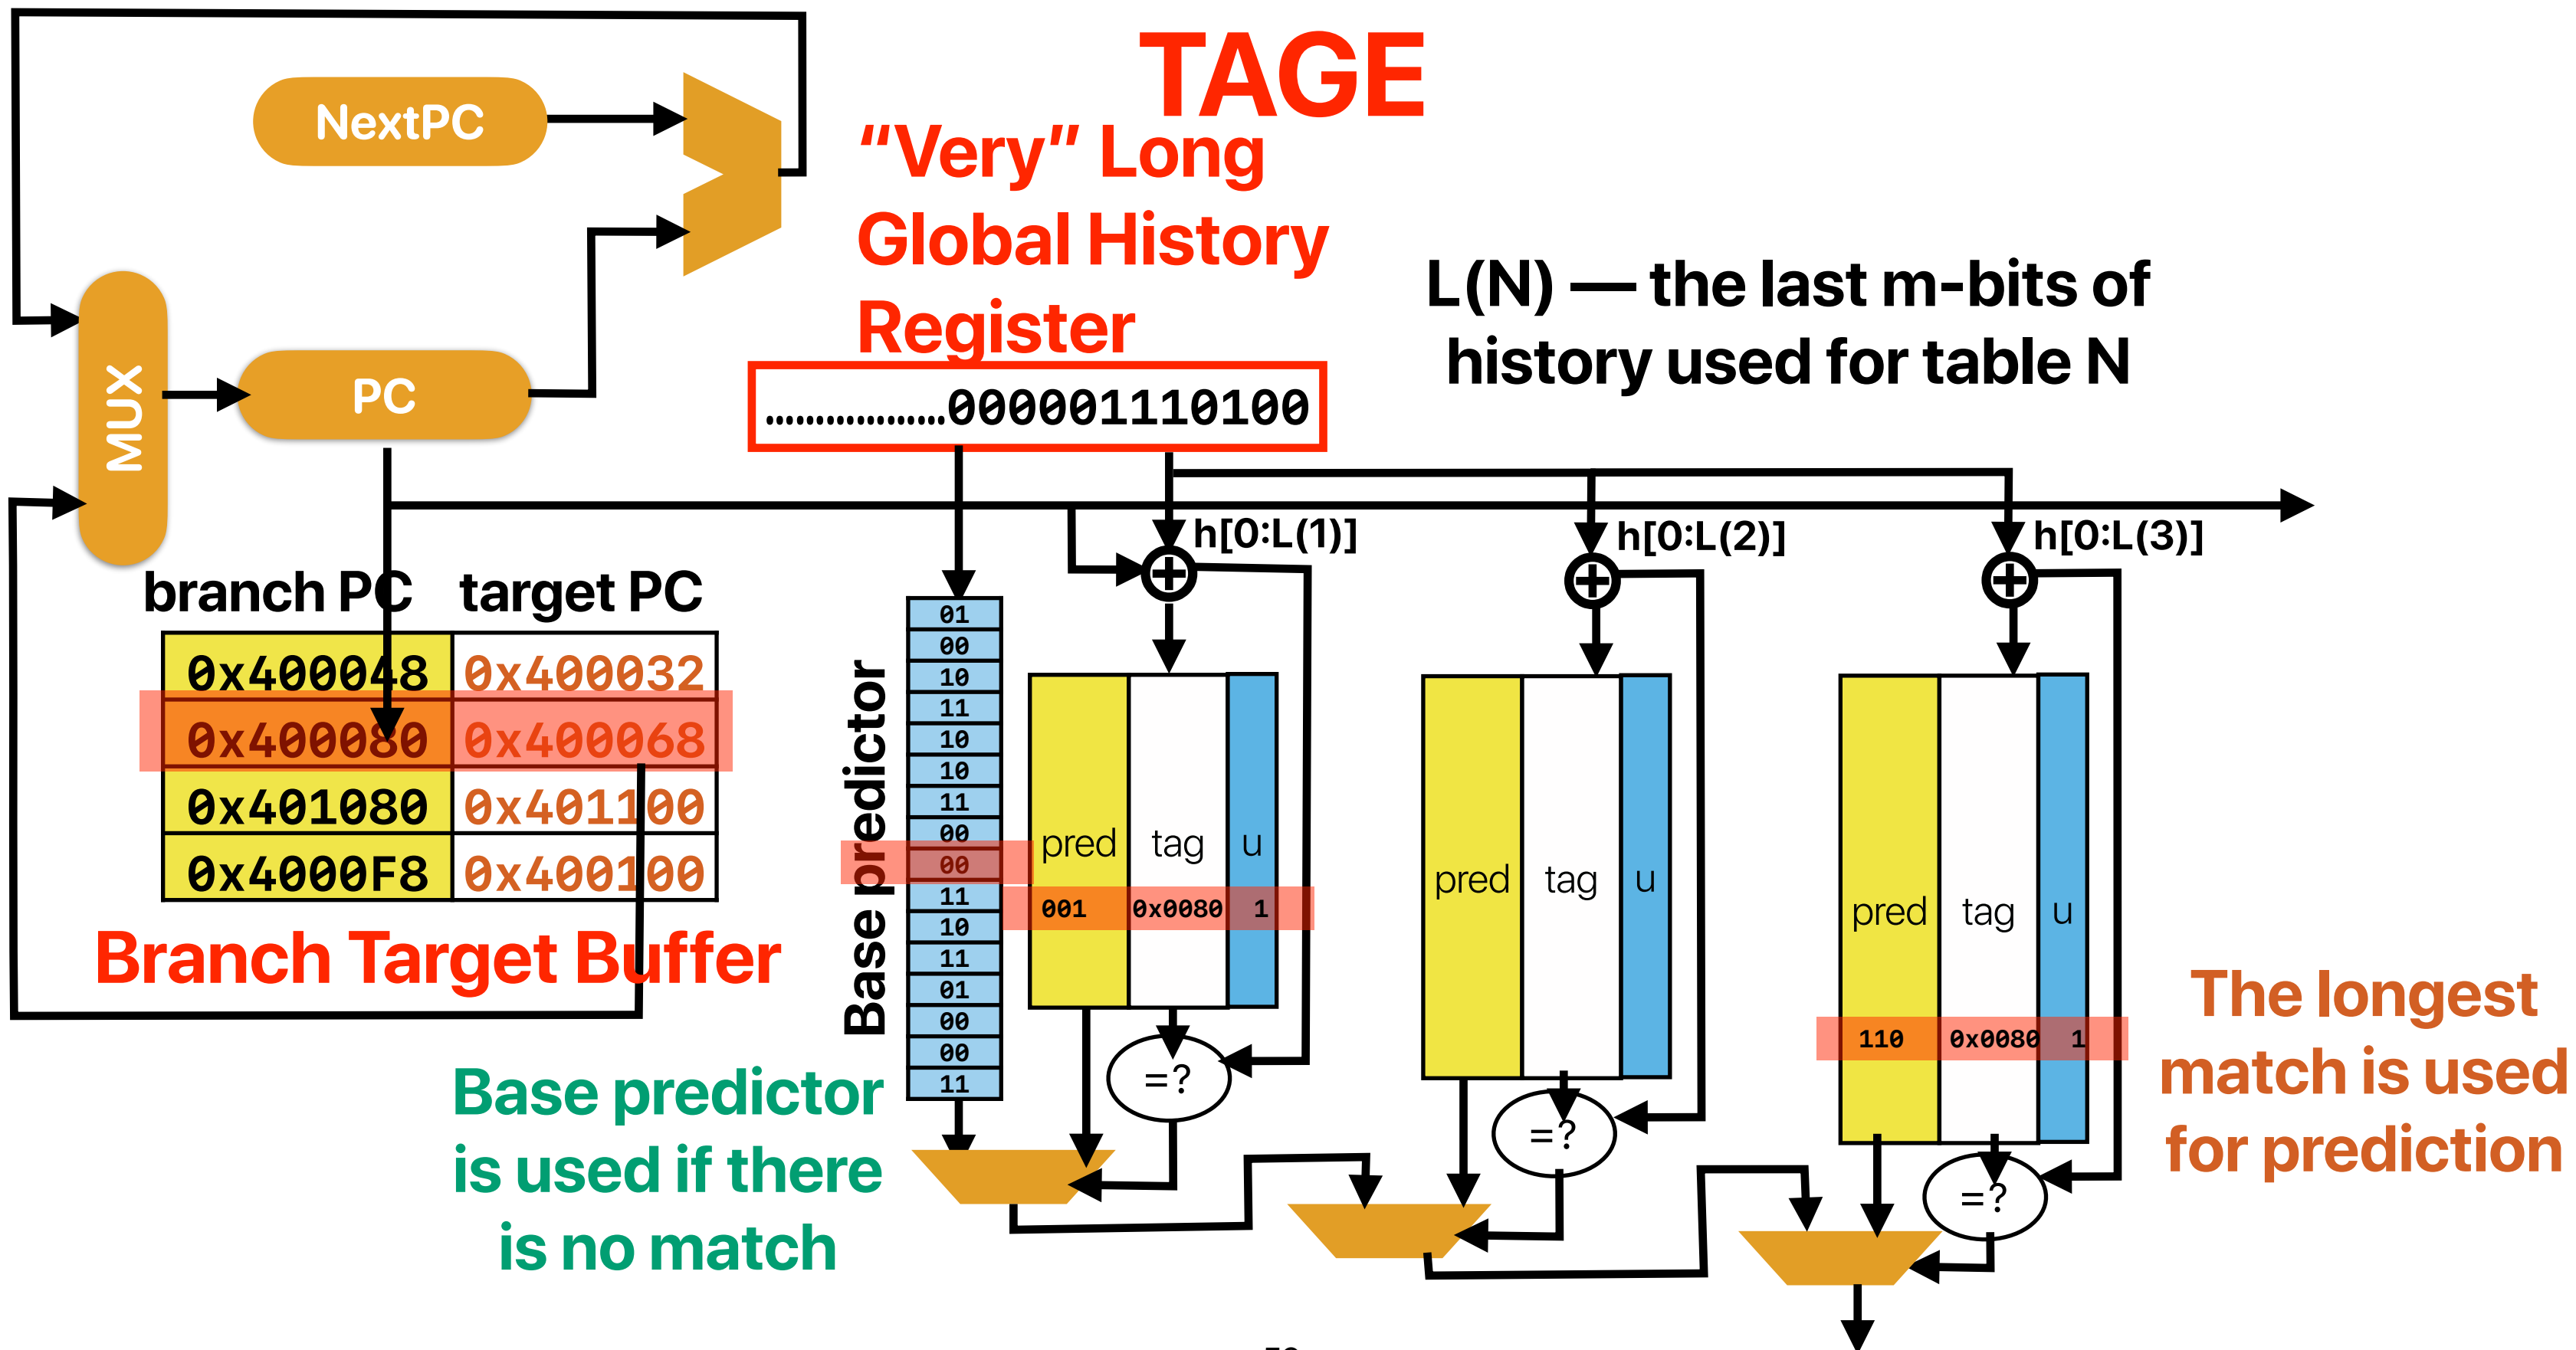 TAGE
NextPC
"Very" Long
Global History
Register
L(N) — the last m-bits of
history used for table N
MUX
PC
..................000001110100
h[0:L(1)]
h[0:L(2)]
h[0:L(3)]
branch PC target PC
0x400048 0x400032
0x400080 0x400068
0x401080 0x401100
0x4000F8 0x400100
Branch Target Buffer
Base predictor
01
00
10
11
10
10
11
00
00
11
10
11
01
00
00
11
pred tag u
001 0x0080 1
=?
pred tag u
=?
pred tag u
110 0x0080 1
=?
The longest
match is used
for prediction
Base predictor
is used if there
is no match